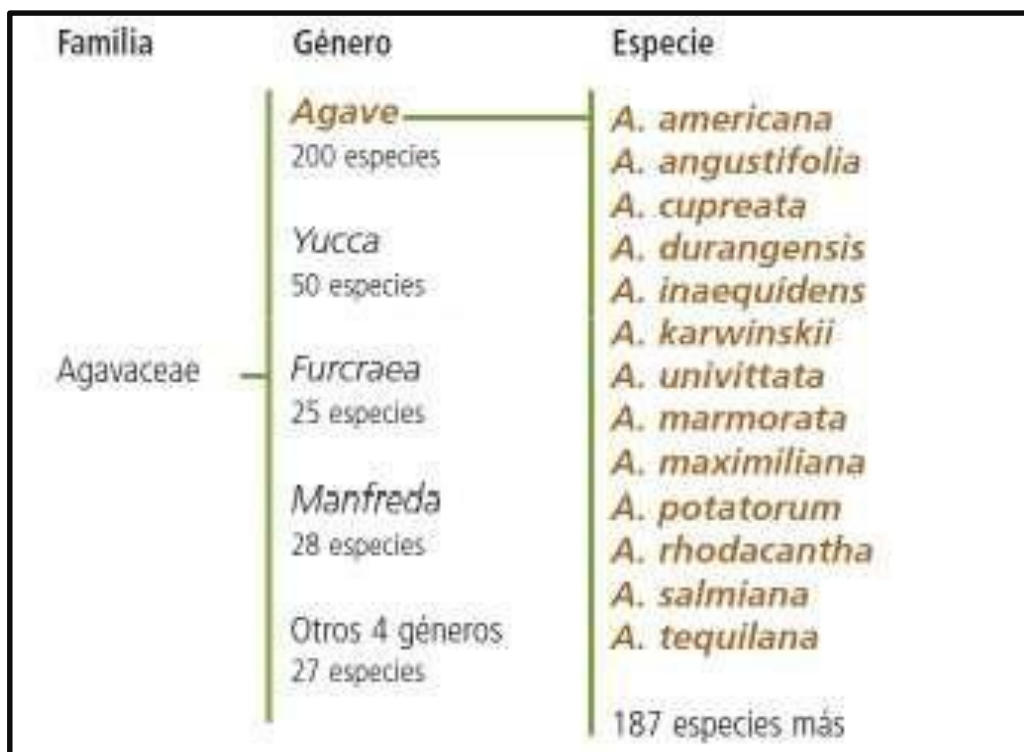 Familia
Género
Especie
Agavaceae
Agave
200 especies
Yucca
50 especies
Furcraea
25 especies
Manfreda
28 especies
Otros 4 géneros
27 especies
A. americana
A. angustifolia
A. cupreata
A. durangensis
A. inaequidens
A. karwinskii
A. univittata
A. marmorata
A. maximiliana
A. potatorum
A. rhodacantha
A. salmiana
A. tequilana
187 especies más